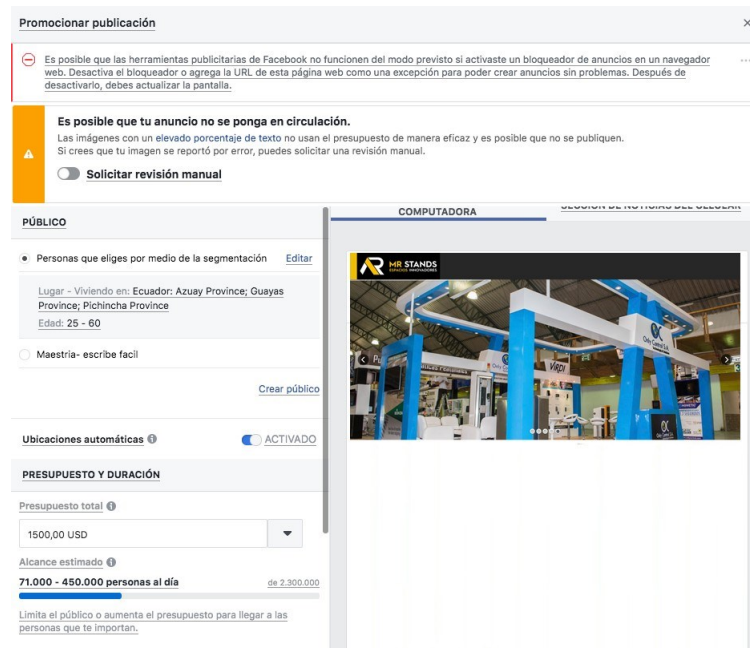 Promocionar publicación
Es posible que las herramientas publicitarias de Facebook no funcionen del modo previsto si activaste un bloqueador de anuncios en un navegador
web. Desactiva el bloqueador o agrega la URL de esta página web como una excepción para poder crear anuncios sin problemas. Después de
desactivarlo, debes actualizar la pantalla.
Es posible que tu anuncio no se ponga en circulación.
Las imágenes con un elevado porcentaje de texto no usan el presupuesto de manera eficaz y es posible que no se publiquen.
Si crees que tu imagen se reportó por error, puedes solicitar una revisión manual.
Solicitar revisión manual
PÚBLICO
Personas que eliges por medio de la segmentación Editar
Lugar - Viviendo en: Ecuador: Azuay Province; Guayas
Province; Pichincha Province
Edad: 25 - 60
Maestria- escribe facil
Crear público
Ubicaciones automáticas ACTIVADO
PRESUPUESTO Y DURACIÓN
Presupuesto total
1500,00 USD
Alcance estimado
71.000 - 450.000 personas al día de 2.300.000
Limita el público o aumenta el presupuesto para llegar a las
personas que te importan.
COMPUTADORA SECCIÓN DE NOTICIAS DEL CELULAR
MR STANDS
ESPACIOS INNOVADORES